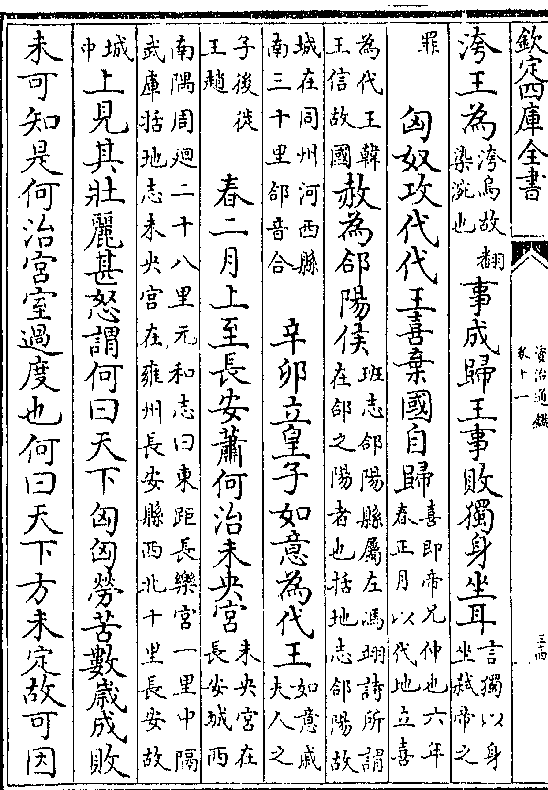 欽定四庫全書
資治通鑑
卷十一
三十四
洿王為洿烏故翻染涴也事成歸王事敗獨身坐耳言獨以身坐弑帝之
罪匈奴攻代代王喜棄國自歸喜即帝兄仲也六年春正月以代地立喜
為代王韓王信故國赦為郃陽侯班志郃陽縣屬左馮翊詩所謂在郃之陽者也括地志郃陽故
城在同州河西縣南三十里郃音合辛卯立皇子如意為代王如意戚夫人之
子後徙王趙春二月上至長安蕭何治未央宮未央宮在長安城西
南隅周迴二十八里元和志曰東距長樂宮一里中隔武庫括地志未央宮在雍州長安縣西北十里長安故
城中上見其壯麗甚怒謂何曰天下匈匈勞苦數歲成敗
未可知是何治宮室過度也何曰天下方未定故可因